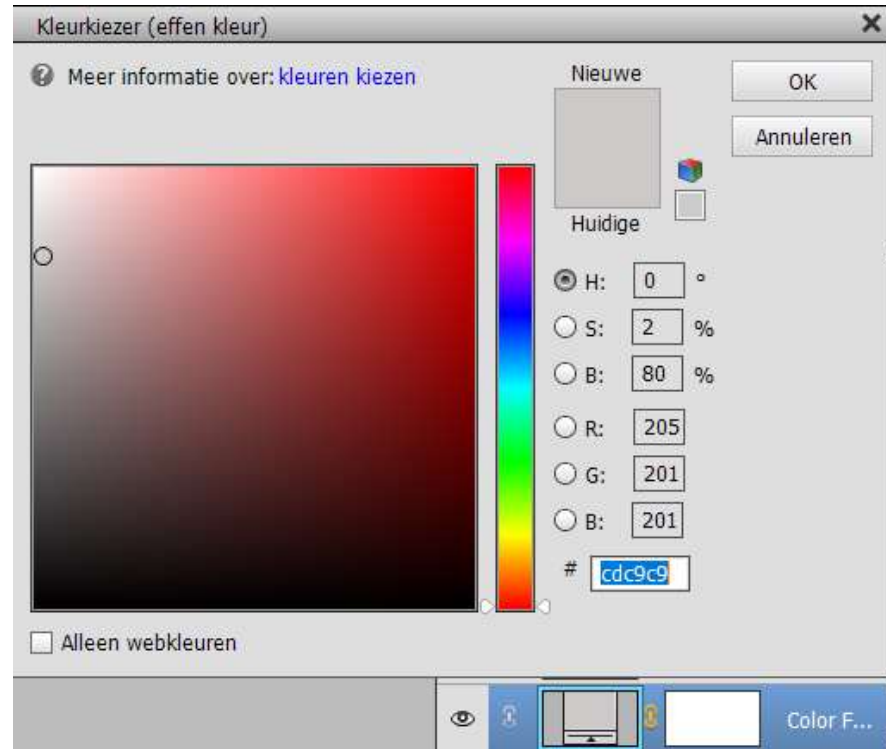 Kleurkiezer (effen kleur)
Meer informatie over: kleuren kiezen
Nieuwe
OK
Annuleren
Huidige
H: 0 °
S: 2 %
B: 80 %
R: 205
G: 201
B: 201
# cdc9c9
Alleen webkleuren
Color F...